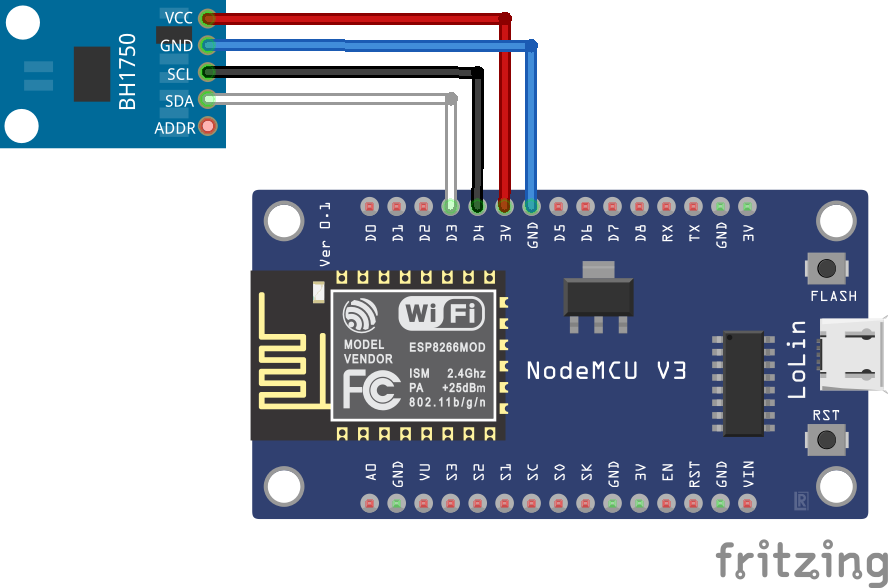 VCC
GND
SCL
SDA
ADDR
BH1750
Ver 0.1
D0
D1
D2
D3
D4
3V
GND
D5
D6
D7
D8
RX
TX
GND
3V
FLASH
WiFi
MODEL
VENDOR
ESP8266MOD
FC
ISM 2.4Ghz
PA +25dBm
802.11b/g/n
NodeMCU V3
LoLin
RST
A0
GND
VU
S3
S2
S1
SC
S0
SK
GND
3V
EN
RST
GND
VIN
R
fritzing